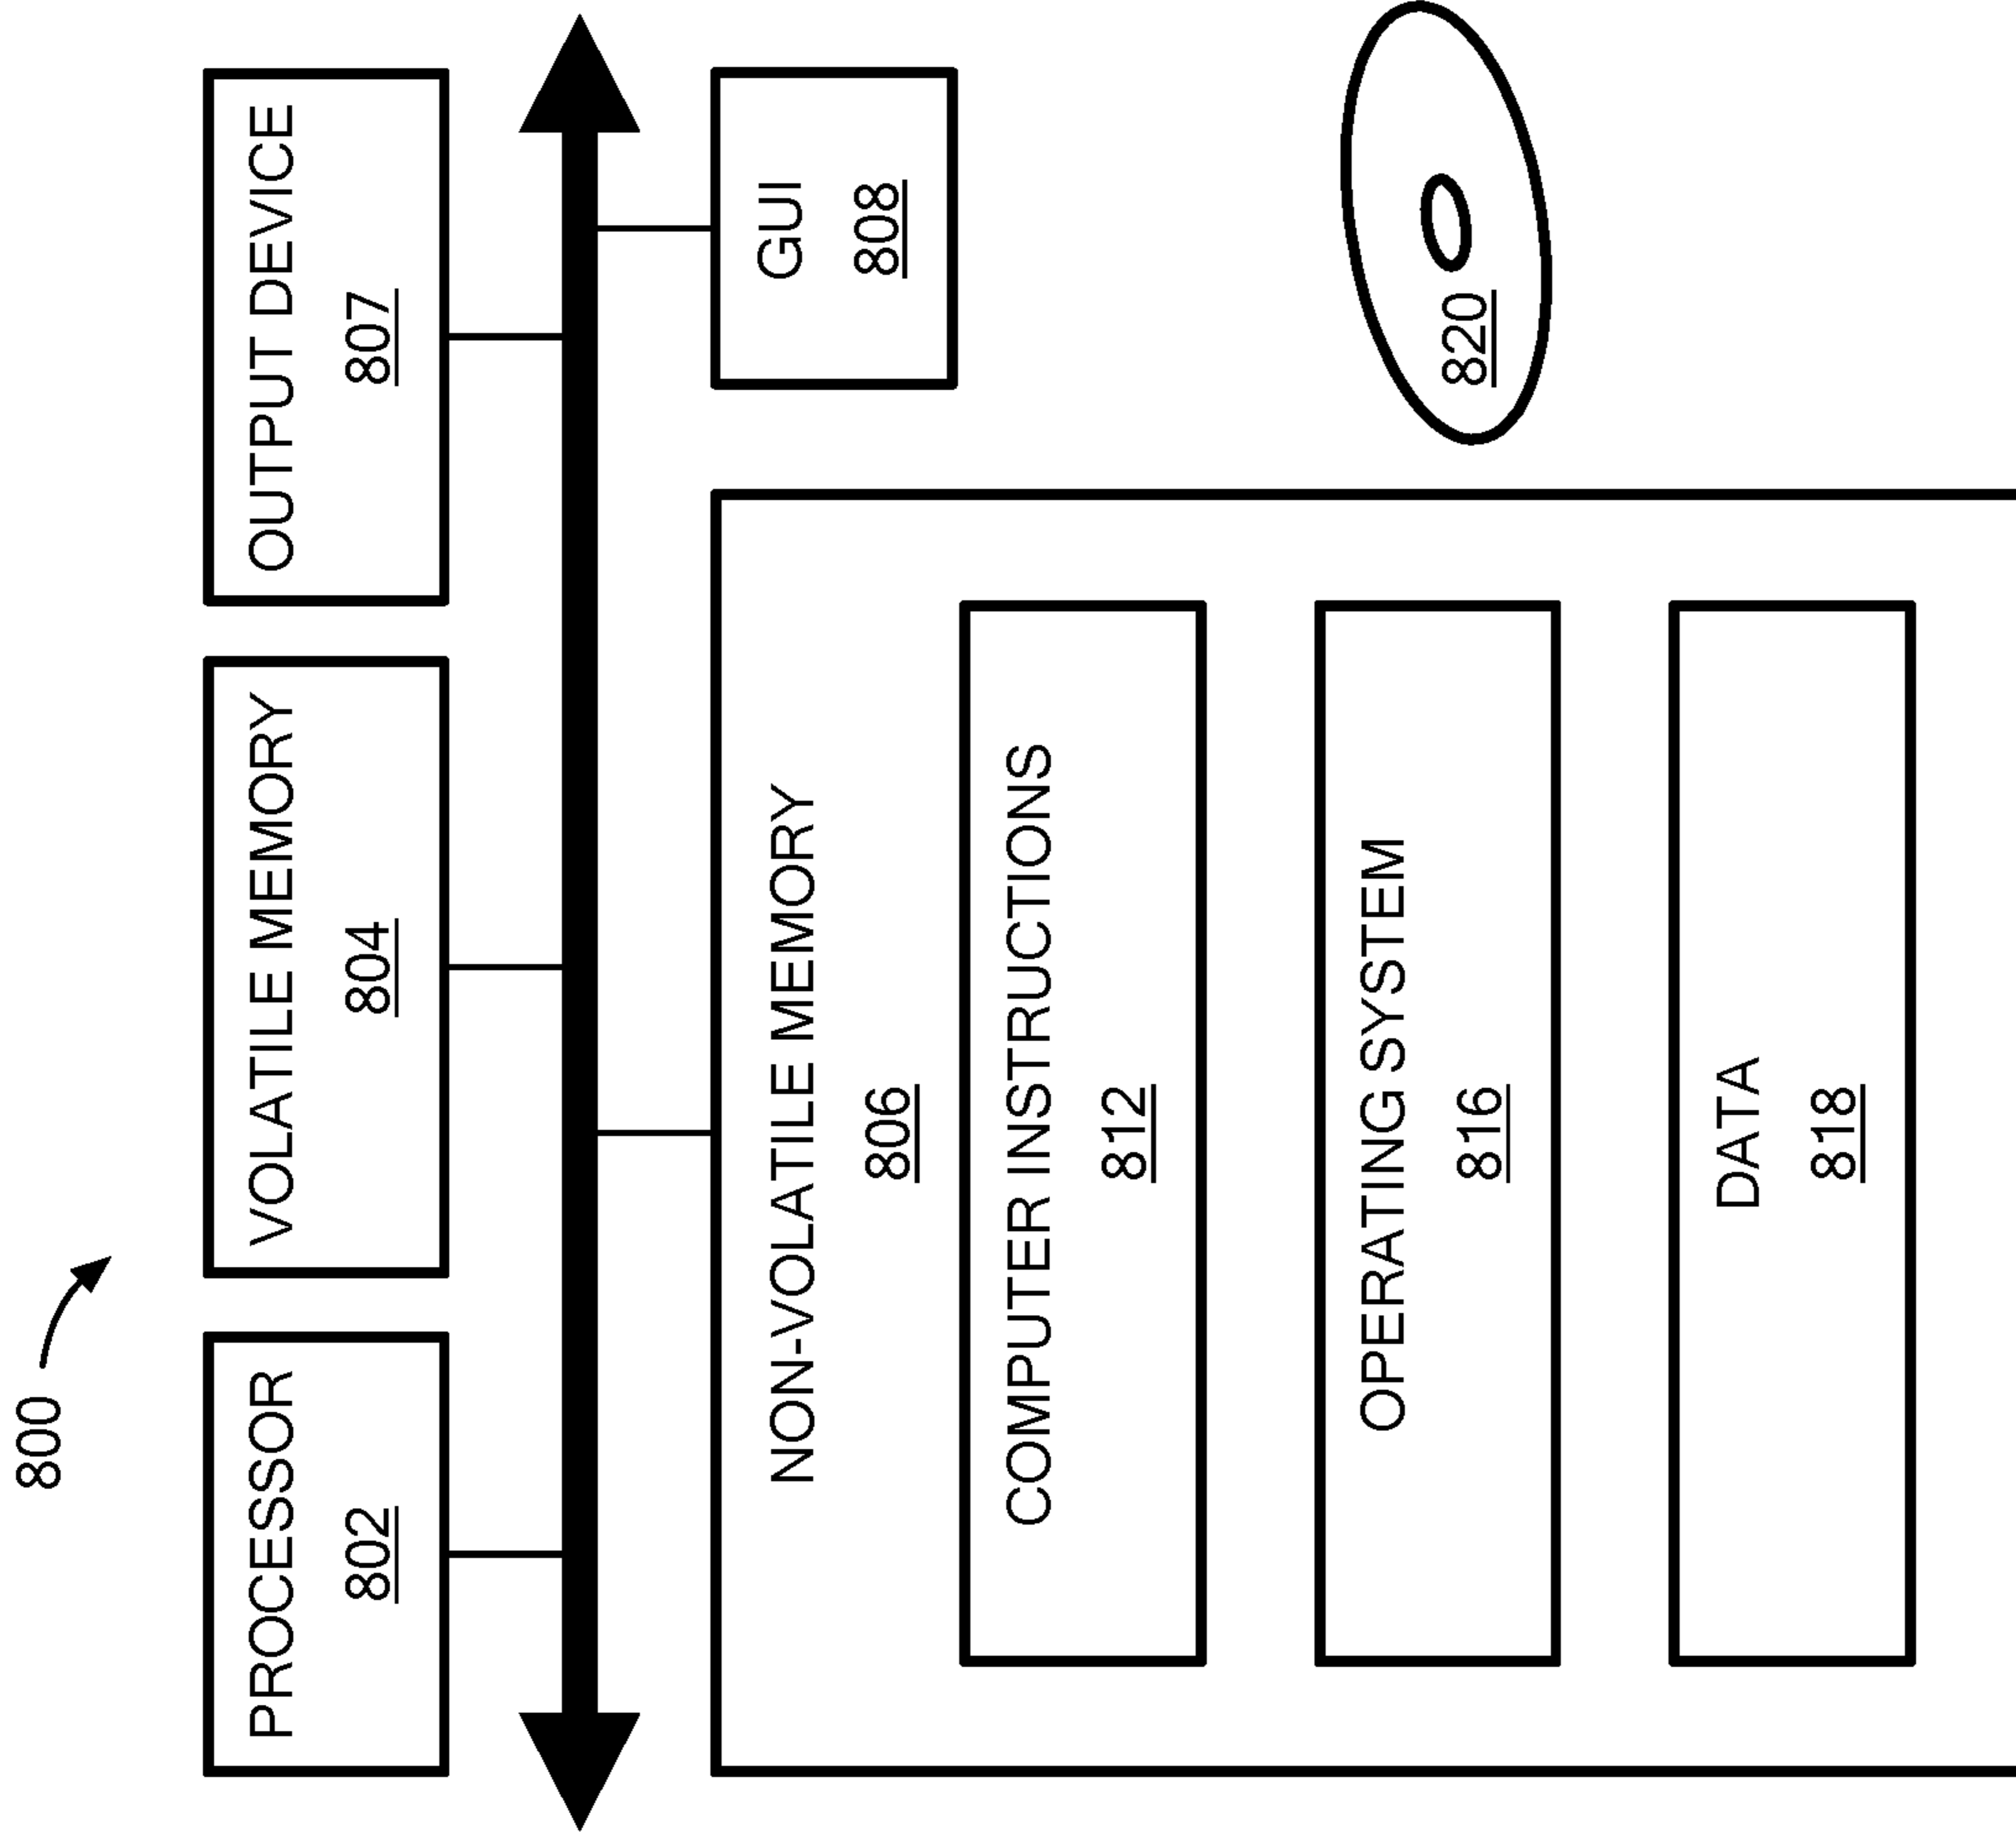 800
PROCESSOR
802
VOLATILE MEMORY
804
OUTPUT DEVICE
807
NON-VOLATILE MEMORY
806
COMPUTER INSTRUCTIONS
812
OPERATING SYSTEM
816
DATA
818
GUI
808
820